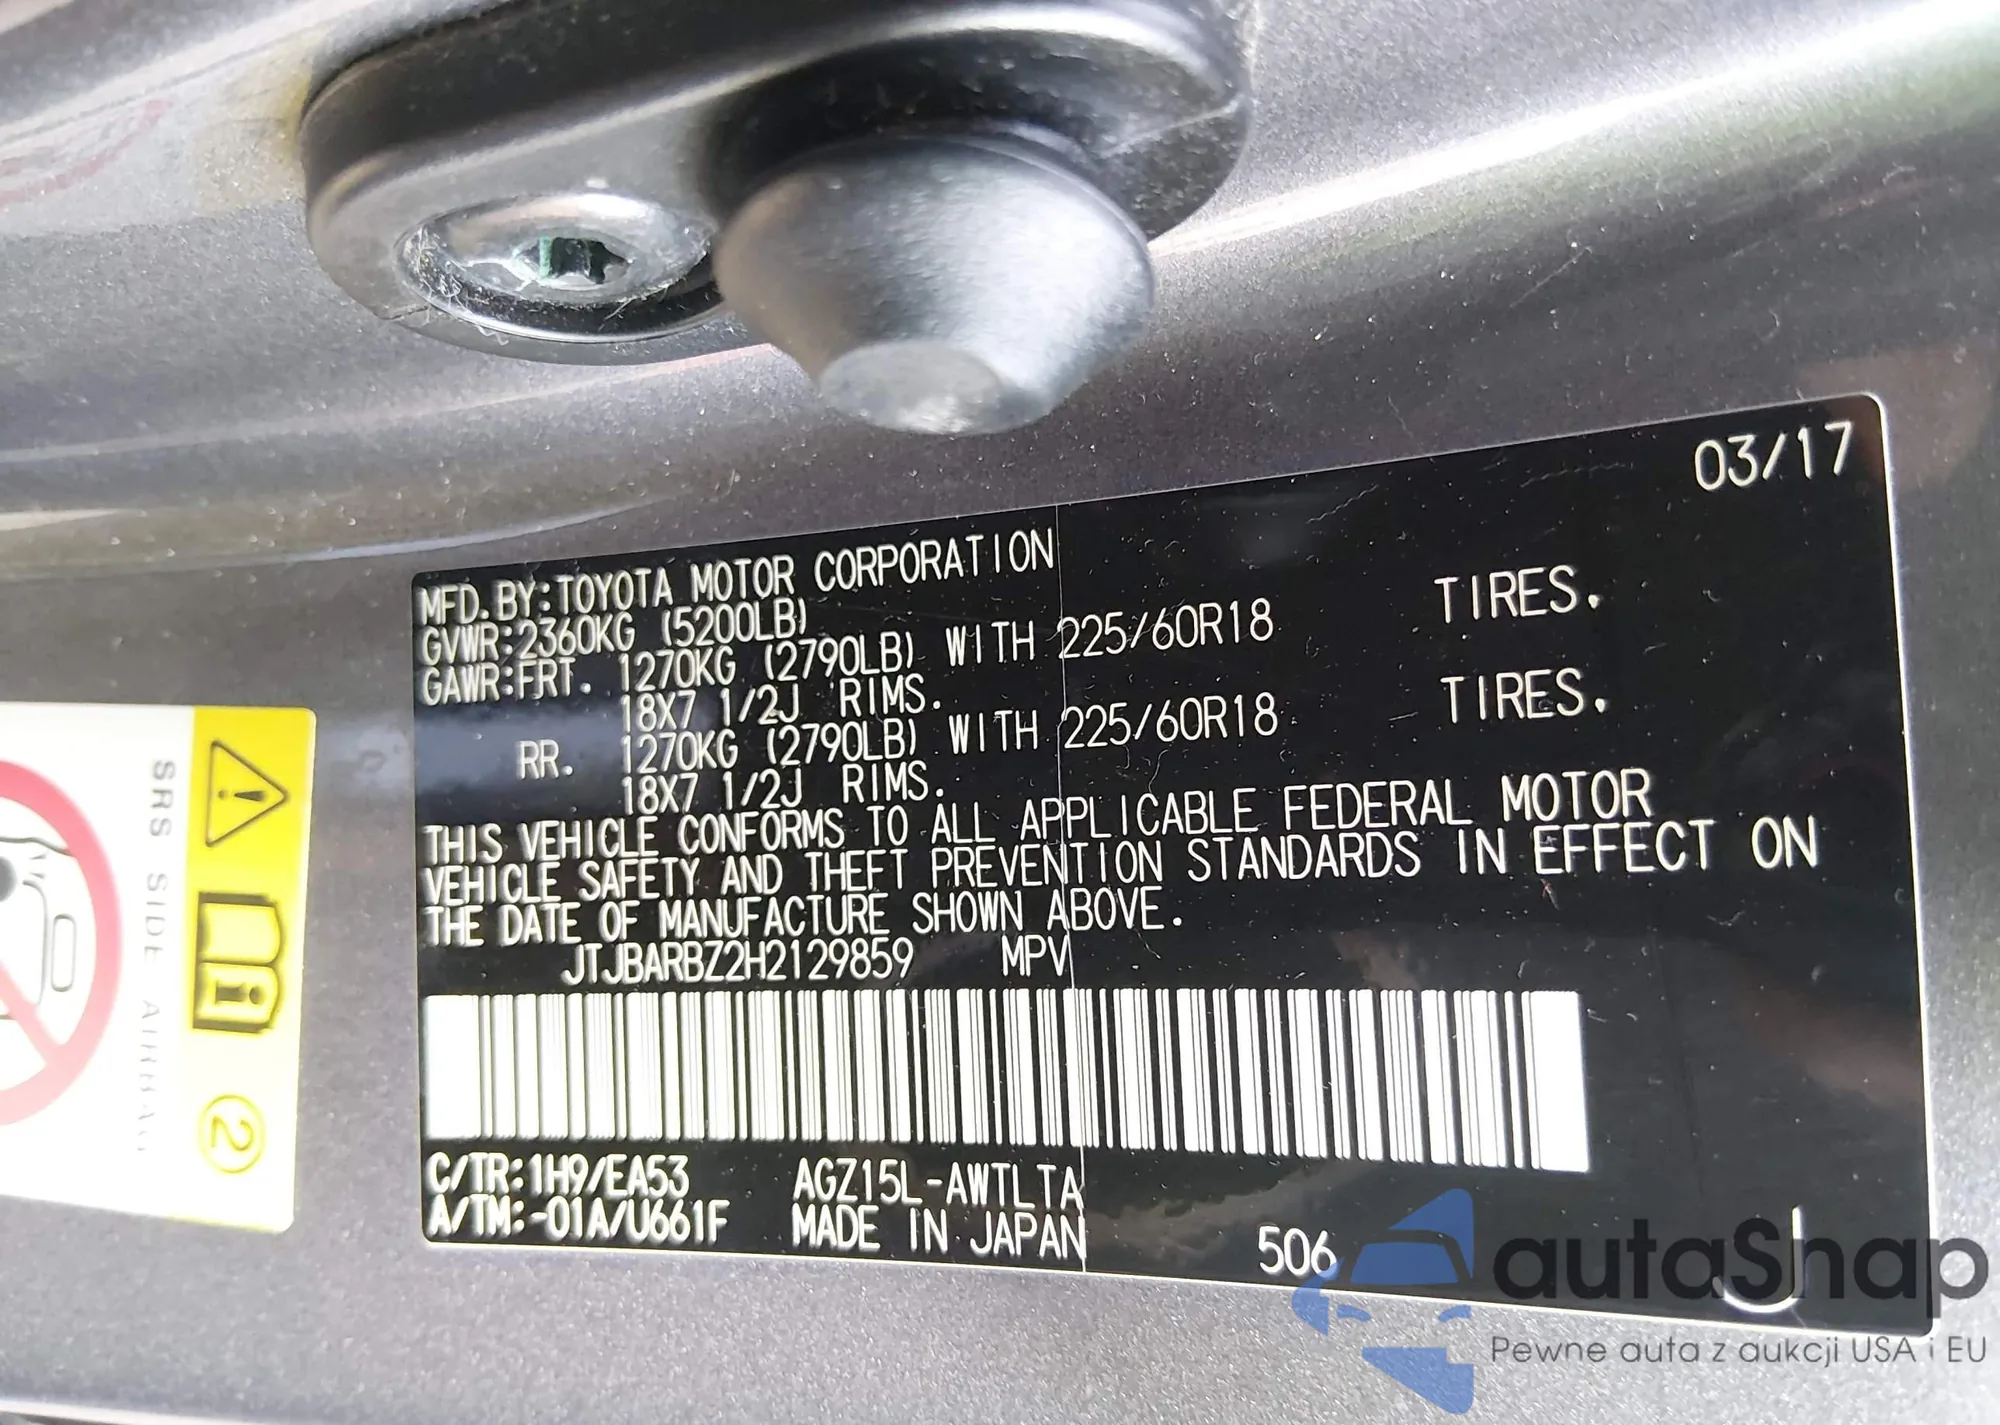 03/17
MFD.BY:TOYOTA MOTOR CORPORATION
GVWR:2360KG (5200LB)
GAWR:FRT. 1270KG (2790LB) WITH 225/60R18 TIRES.
18X7 1/2J RIMS.
RR. 1270KG (2790LB) WITH 225/60R18 TIRES.
18X7 1/2J RIMS.
THIS VEHICLE CONFORMS TO ALL APPLICABLE FEDERAL MOTOR
VEHICLE SAFETY AND THEFT PREVENTION STANDARDS IN EFFECT ON
THE DATE OF MANUFACTURE SHOWN ABOVE.
JTJBARBZ2H2129859 MPV
C/TR:1H9/EA53 AGZ15L-AWTLTA
A/TM:-01A/U661F MADE IN JAPAN 506 J
SRS SIDE AIRBAG
2
autaSnap
Pewne auta z aukcji USA i EU